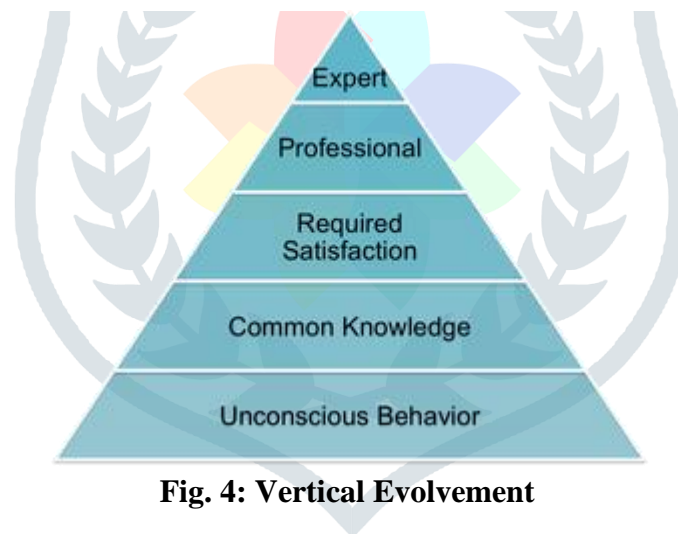 Expert
Professional
Required
Satisfaction
Common Knowledge
Unconscious Behavior
Fig. 4: Vertical Evolvement